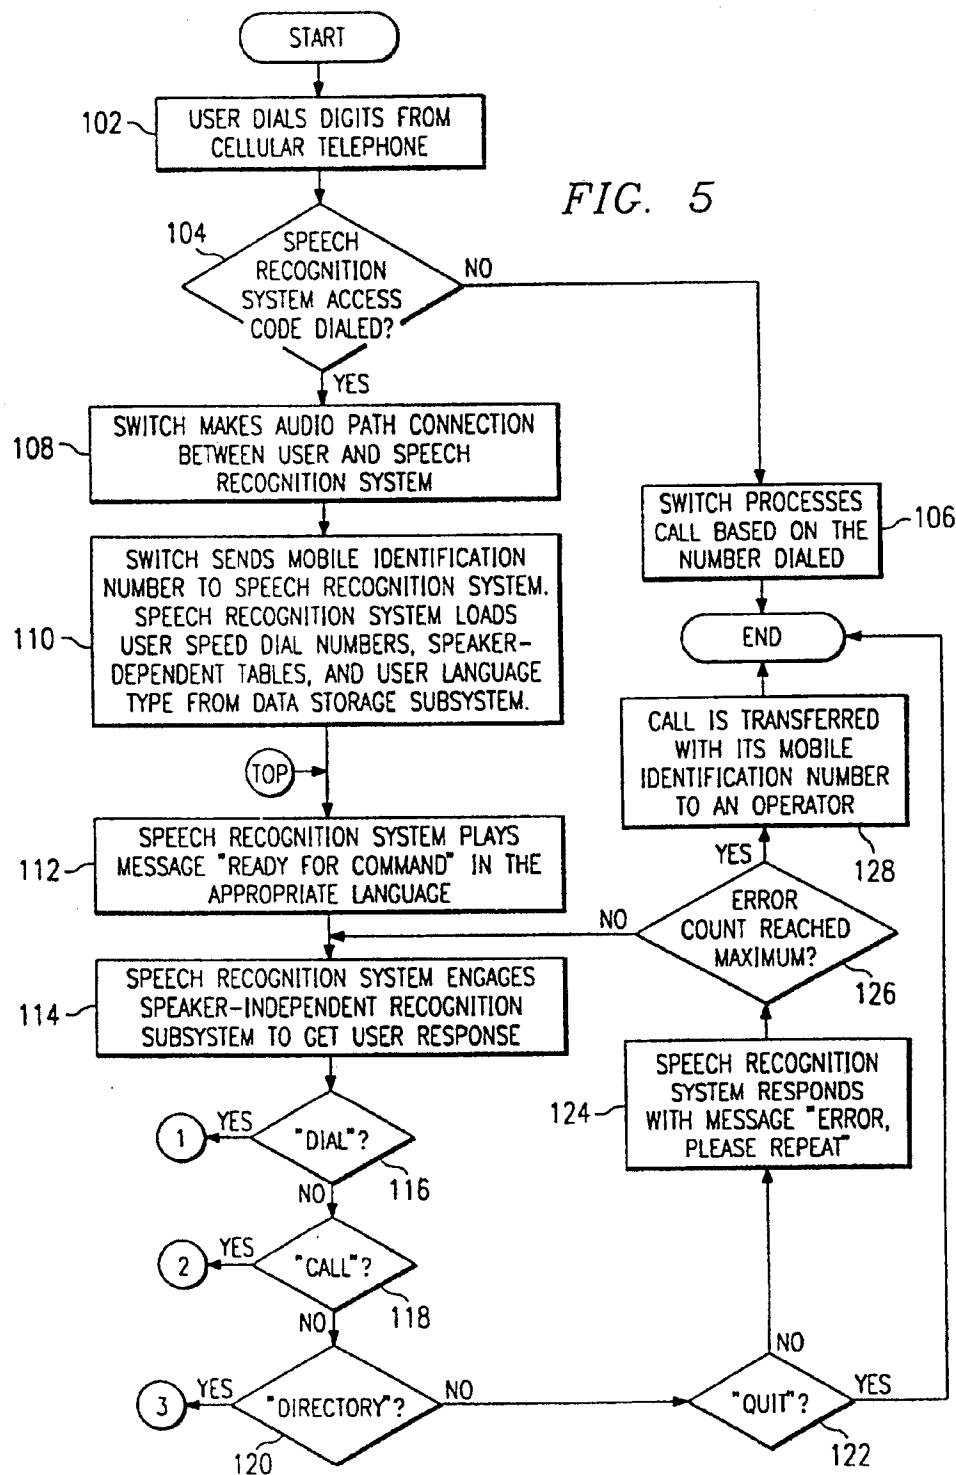 START
102
USER DIALS DIGITS FROM
CELLULAR TELEPHONE
FIG. 5
104
SPEECH
RECOGNITION
SYSTEM ACCESS
CODE DIALED?
NO
YES
108
SWITCH MAKES AUDIO PATH CONNECTION
BETWEEN USER AND SPEECH
RECOGNITION SYSTEM
SWITCH PROCESSES
CALL BASED ON THE
NUMBER DIALED
106
110
SWITCH SENDS MOBILE IDENTIFICATION
NUMBER TO SPEECH RECOGNITION SYSTEM.
SPEECH RECOGNITION SYSTEM LOADS
USER SPEED DIAL NUMBERS, SPEAKER-
DEPENDENT TABLES, AND USER LANGUAGE
TYPE FROM DATA STORAGE SUBSYSTEM.
END
CALL IS TRANSFERRED
WITH ITS MOBILE
IDENTIFICATION NUMBER
TO AN OPERATOR
128
TOP
112
SPEECH RECOGNITION SYSTEM PLAYS
MESSAGE "READY FOR COMMAND" IN THE
APPROPRIATE LANGUAGE
YES
ERROR
COUNT REACHED
MAXIMUM?
NO
126
114
SPEECH RECOGNITION SYSTEM ENGAGES
SPEAKER-INDEPENDENT RECOGNITION
SUBSYSTEM TO GET USER RESPONSE
124
SPEECH RECOGNITION
SYSTEM RESPONDS
WITH MESSAGE "ERROR,
PLEASE REPEAT"
1
YES
"DIAL"?
116
NO
2
YES
"CALL"?
118
NO
3
YES
"DIRECTORY"?
NO
120
NO
"QUIT"?
YES
122